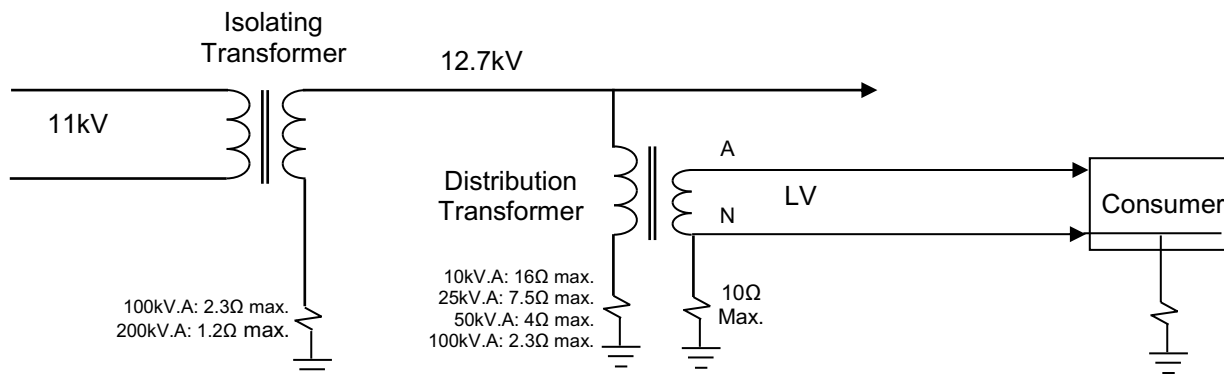 Isolating
Transformer
12.7kV
11kV
A
Distribution
Transformer
LV
Consumer
N
100kV.A: 2.3Ω max.
200kV.A: 1.2Ω max.
10kV.A: 16Ω max.
25kV.A: 7.5Ω max.
50kV.A: 4Ω max.
100kV.A: 2.3Ω max.
10Ω
Max.